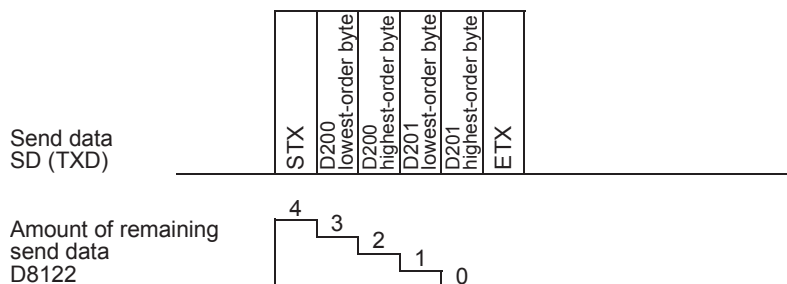 STX
D200
lowest-order byte
D200
highest-order byte
D201
lowest-order byte
D201
highest-order byte
ETX
Send data
SD (TXD)
4
3
2
1
0
Amount of remaining
send data
D8122